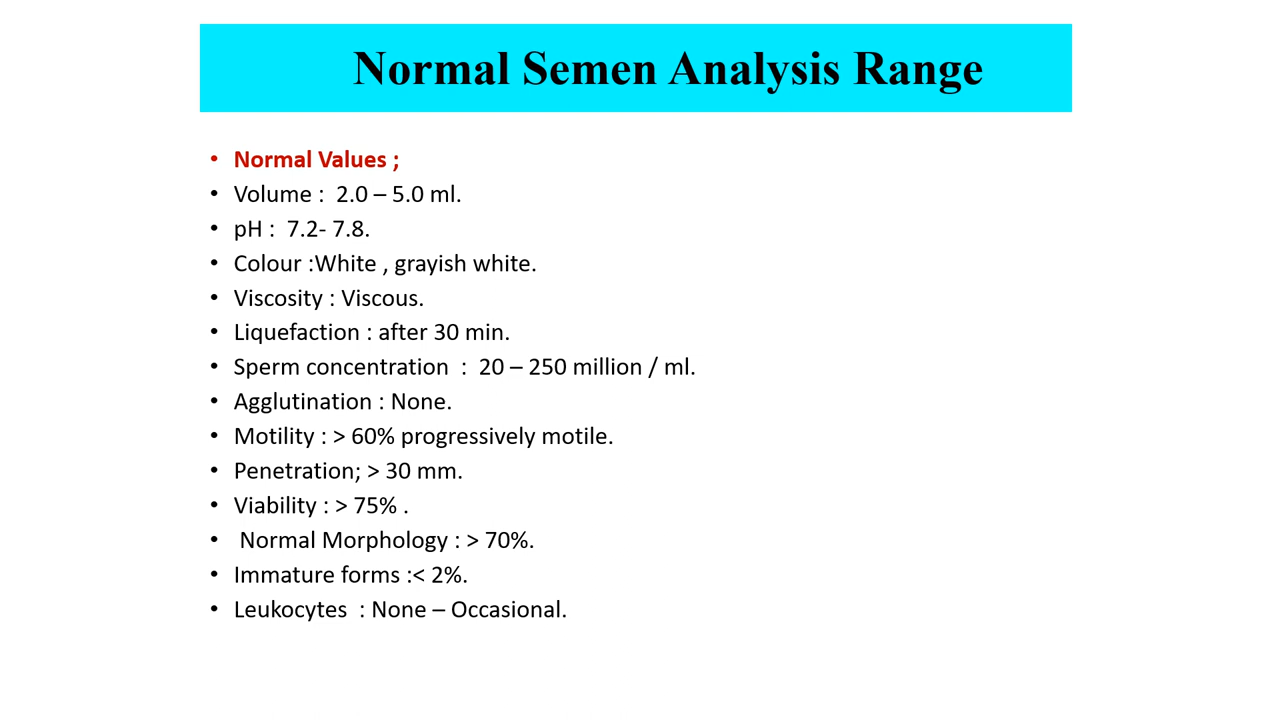 Normal Semen Analysis Range
• Normal Values ;
• Volume :  2.0 – 5.0 ml.
• pH :  7.2- 7.8.
• Colour :White , grayish white.
• Viscosity : Viscous.
• Liquefaction : after 30 min.
• Sperm concentration  :  20 – 250 million / ml.
• Agglutination : None.
• Motility : > 60% progressively motile.
• Penetration; > 30 mm.
• Viability : > 75% .
•  Normal Morphology : > 70%.
• Immature forms :< 2%.
• Leukocytes  : None – Occasional.